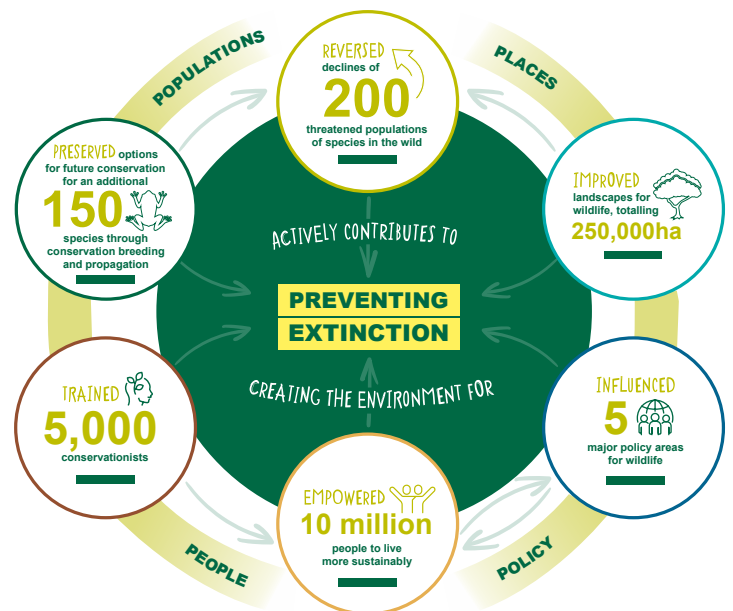 POPULATIONS
PLACES
REVERSED
declines of
200
threatened populations
of species in the wild
PRESERVED options
for future conservation
for an additional
150
species through
conservation breeding
and propagation
IMPROVED
landscapes for
wildlife, totalling
250,000ha
ACTIVELY CONTRIBUTES TO
PREVENTING
EXTINCTION
CREATING THE ENVIRONMENT FOR
TRAINED
5,000
conservationists
INFLUENCED
5
major policy areas
for wildlife
EMPOWERED
10 million
people to live
more sustainably
PEOPLE
POLICY